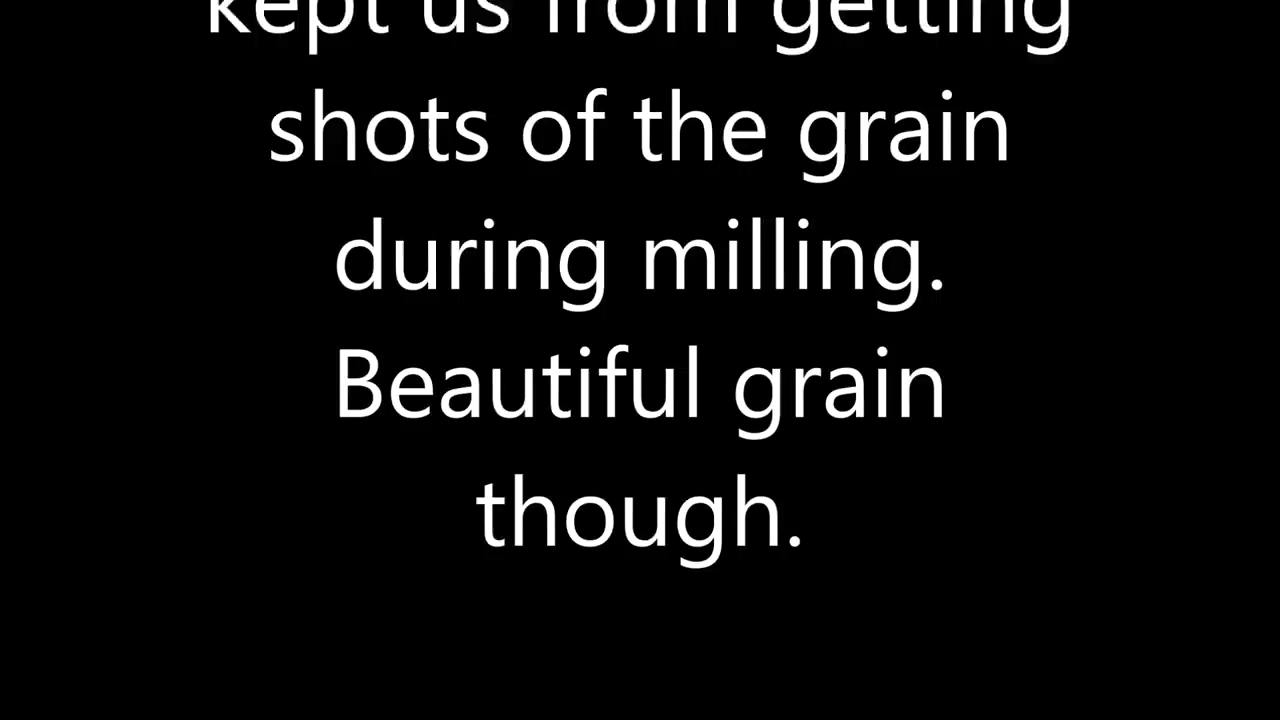 kept us from getting
shots of the grain
during milling.
Beautiful grain
though.